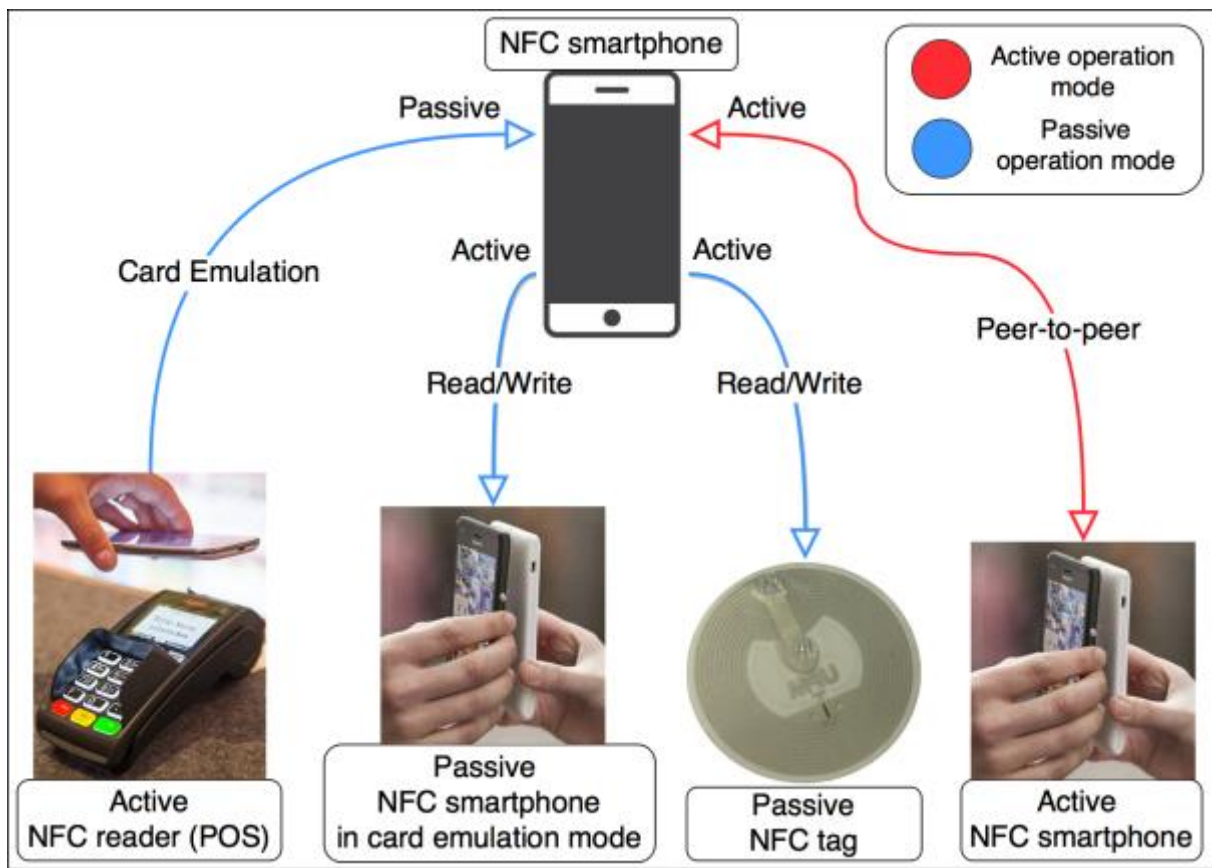 NFC smartphone
Active operation
mode
Passive
operation mode
Passive
Active
Active
Active
Card Emulation
Peer-to-peer
Read/Write
Read/Write
Active
NFC reader (POS)
Passive
NFC smartphone
in card emulation mode
Passive
NFC tag
Active
NFC smartphone